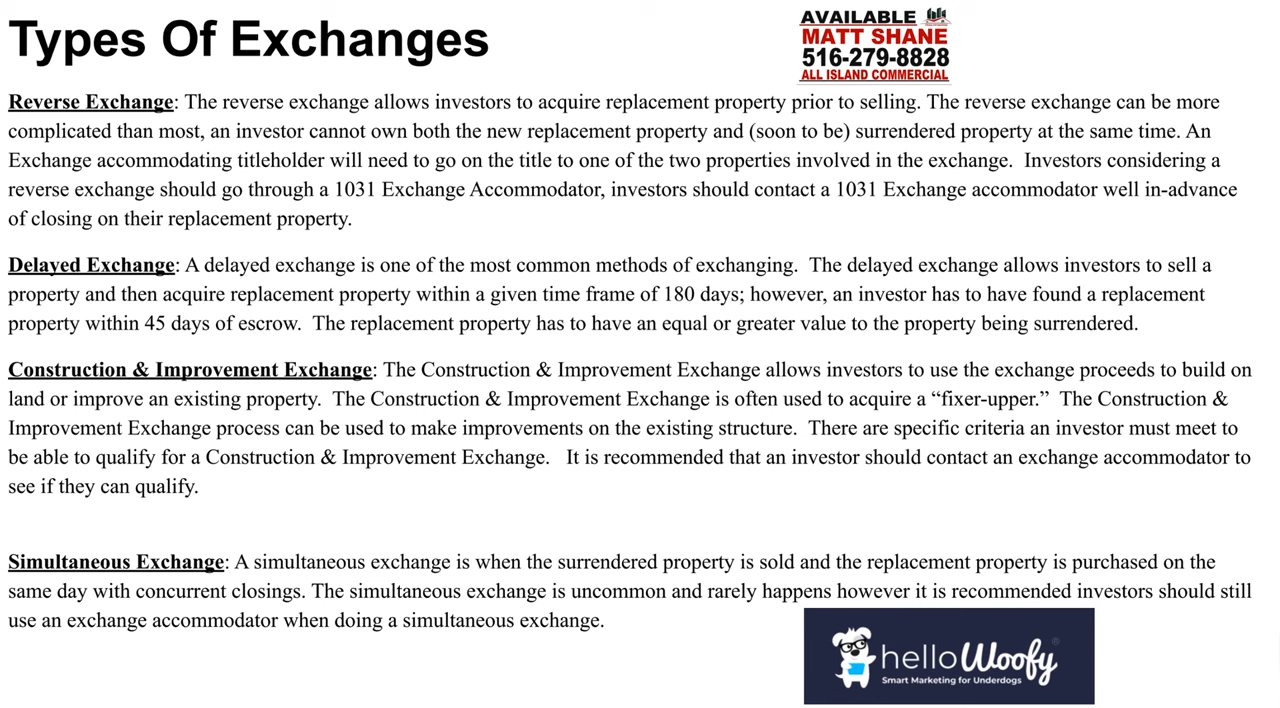 Types Of Exchanges
AVAILABLE
MATT SHANE
516-279-8828
ALL ISLAND COMMERCIAL
Reverse Exchange: The reverse exchange allows investors to acquire replacement property prior to selling. The reverse exchange can be more
complicated than most, an investor cannot own both the new replacement property and (soon to be) surrendered property at the same time. An
Exchange accommodating titleholder will need to go on the title to one of the two properties involved in the exchange.  Investors considering a
reverse exchange should go through a 1031 Exchange Accommodator, investors should contact a 1031 Exchange accommodator well in-advance
of closing on their replacement property.
Delayed Exchange: A delayed exchange is one of the most common methods of exchanging.  The delayed exchange allows investors to sell a
property and then acquire replacement property within a given time frame of 180 days; however, an investor has to have found a replacement
property within 45 days of escrow.  The replacement property has to have an equal or greater value to the property being surrendered.
Construction & Improvement Exchange: The Construction & Improvement Exchange allows investors to use the exchange proceeds to build on
land or improve an existing property.  The Construction & Improvement Exchange is often used to acquire a “fixer-upper.”  The Construction &
Improvement Exchange process can be used to make improvements on the existing structure.  There are specific criteria an investor must meet to
be able to qualify for a Construction & Improvement Exchange.   It is recommended that an investor should contact an exchange accommodator to
see if they can qualify.
Simultaneous Exchange: A simultaneous exchange is when the surrendered property is sold and the replacement property is purchased on the
same day with concurrent closings. The simultaneous exchange is uncommon and rarely happens however it is recommended investors should still
use an exchange accommodator when doing a simultaneous exchange.
helloWoofy®
Smart Marketing for Underdogs